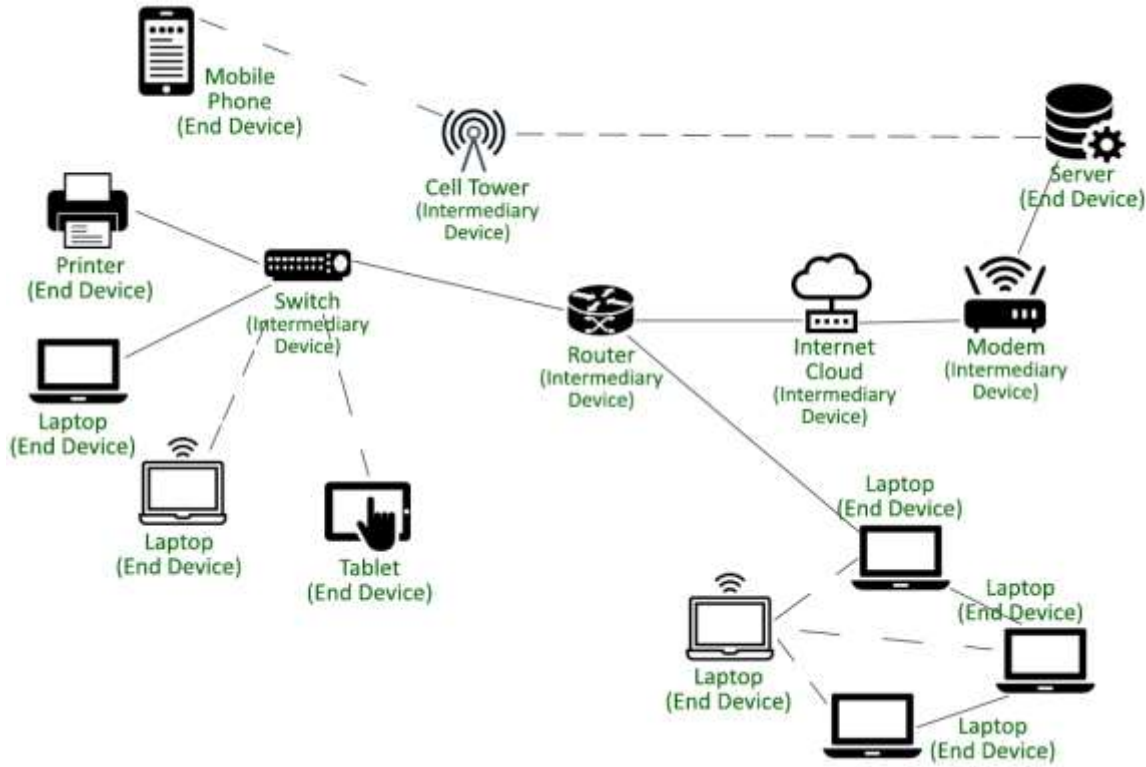 Mobile
Phone
(End Device)
Cell Tower
(Intermediary
Device)
Server
(End Device)
Printer
(End Device)
Switch
(Intermediary
Device)
Router
(Intermediary
Device)
Internet
Cloud
(Intermediary
Device)
Modem
(Intermediary
Device)
Laptop
(End Device)
Laptop
(End Device)
Tablet
(End Device)
Laptop
(End Device)
Laptop
(End Device)
Laptop
(End Device)
Laptop
(End Device)